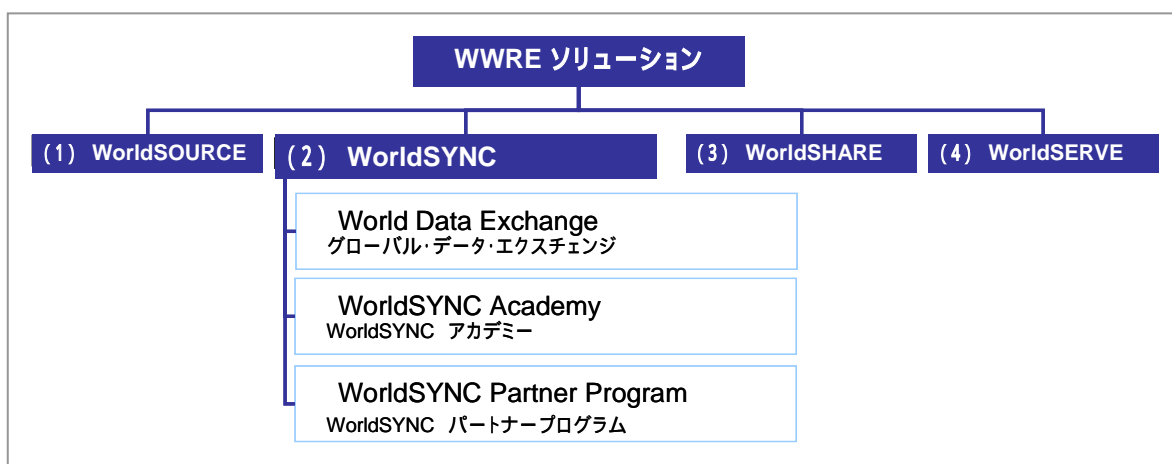 WWRE ソリューション
(1) WorldSOURCE
(2) WorldSYNC
(3) WorldSHARE
(4) WorldSERVE
World Data Exchange
グローバル・データ・エクスチェンジ
WorldSYNC Academy
WorldSYNC アカデミー
WorldSYNC Partner Program
WorldSYNC パートナープログラム